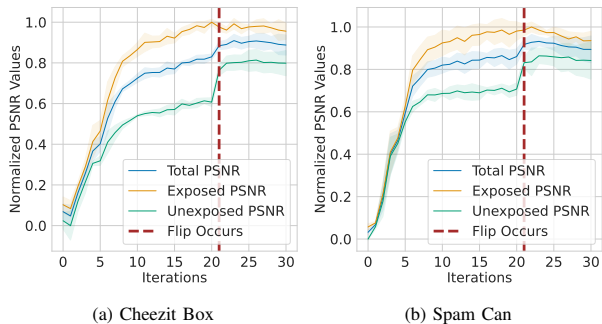 Normalized PSNR Values
1.0
0.8
0.6
0.4
0.2
0.0
Total PSNR
Exposed PSNR
Unexposed PSNR
Flip Occurs
0 5 10 15 20 25 30
Iterations
(a) Cheezit Box
Normalized PSNR Values
1.0
0.8
0.6
0.4
0.2
0.0
Total PSNR
Exposed PSNR
Unexposed PSNR
Flip Occurs
0 5 10 15 20 25 30
Iterations
(b) Spam Can